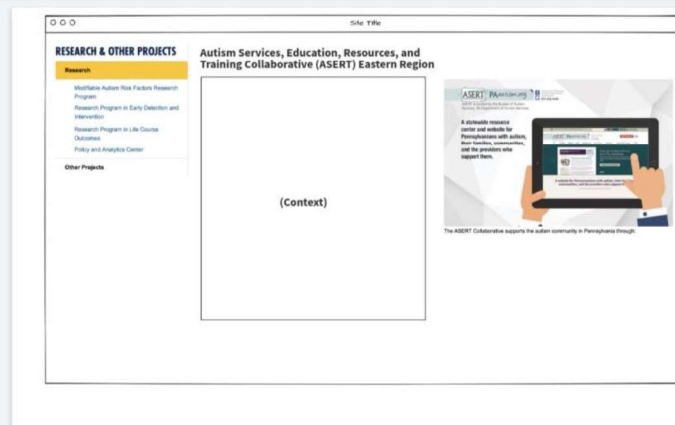 Site Title
RESEARCH & OTHER PROJECTS
Research
Modifiable Autism Risk Factors Research
Program
Research Program in Early Detection and
Intervention
Research Program in Life Course
Outcomes
Policy and Analytics Center
Other Projects
Autism Services, Education, Resources, and
Training Collaborative (ASERT) Eastern Region
(Context)
ASERT PAautism.org
A statewide resource
center and website for
Pennsylvanians with autism,
their families, communities,
and the providers who
support them.
The ASERT Collaborative supports the autism community in Pennsylvania through: